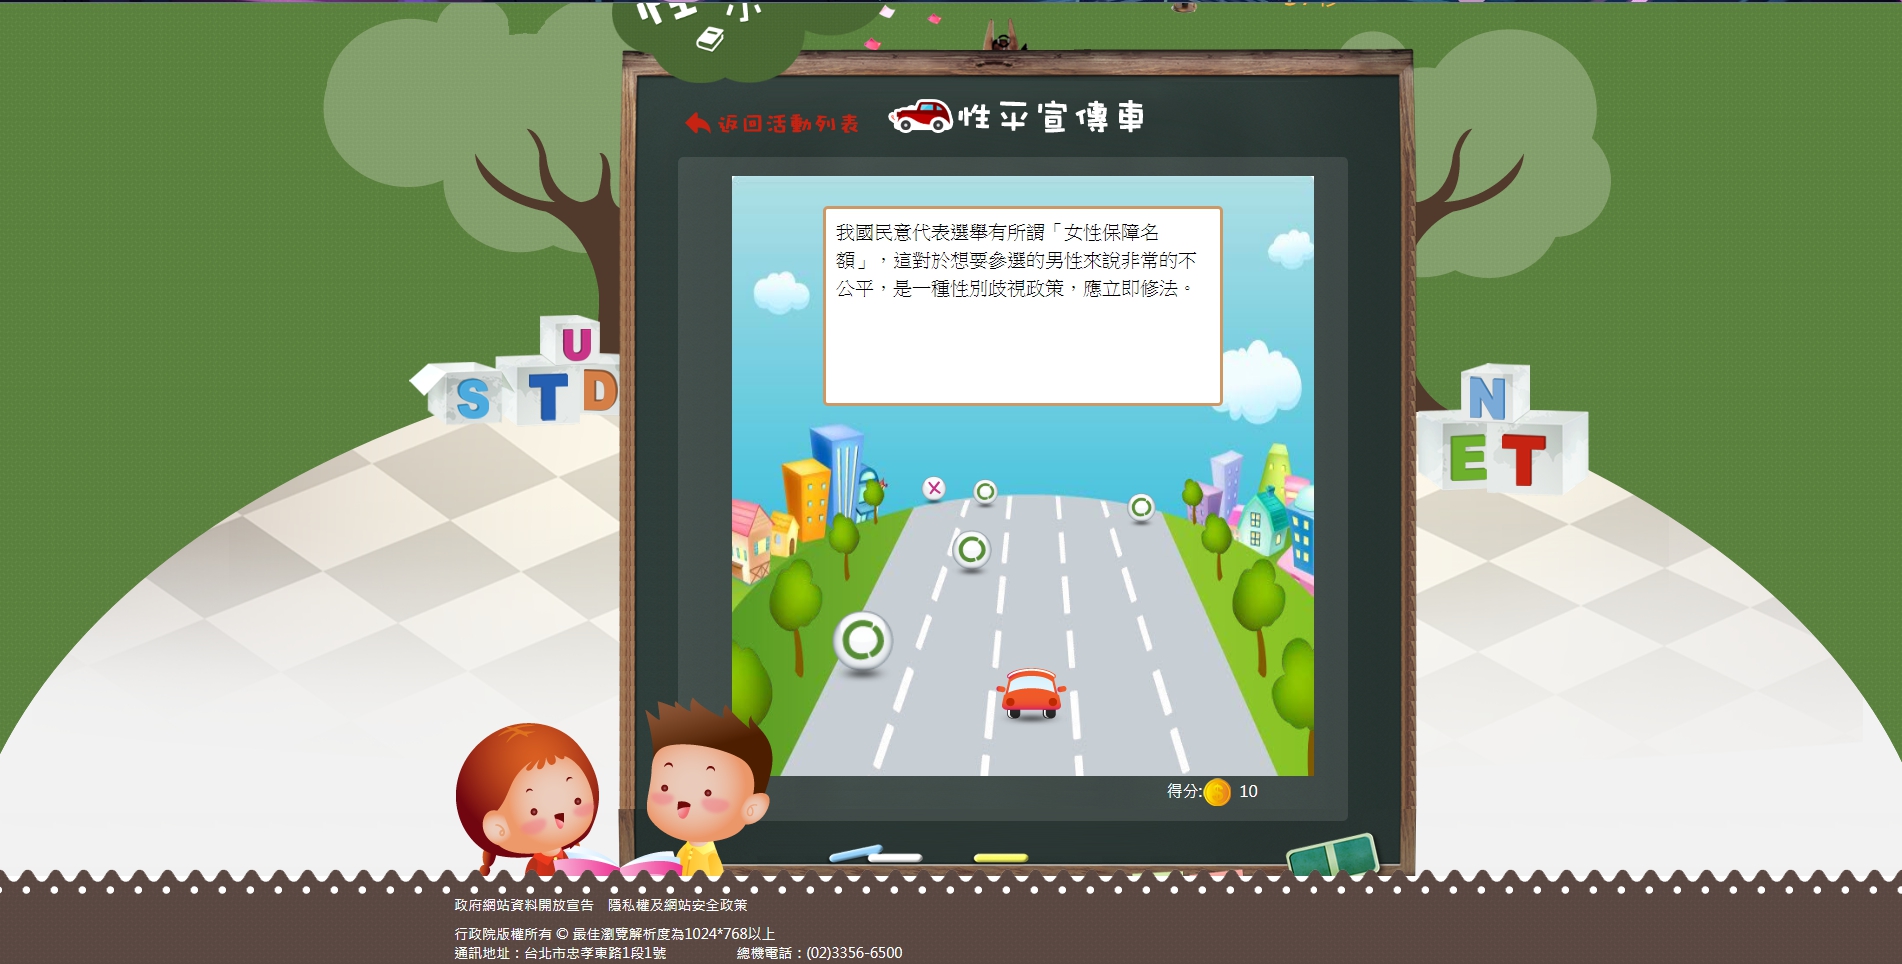 返回活動列表
性平宣傳車
我國民意代表選舉有所謂「女性保障名
額」，這對於想要參選的男性來說非常的不
公平，是一種性別歧視政策，應立即修法。
U
S T D
N
E T
得分: 10
政府網站資料開放宣告 隱私權及網站安全政策
行政院版權所有 © 最佳瀏覽解析度為1024*768以上
通訊地址：台北市忠孝東路1段1號 總機電話：(02)3356-6500